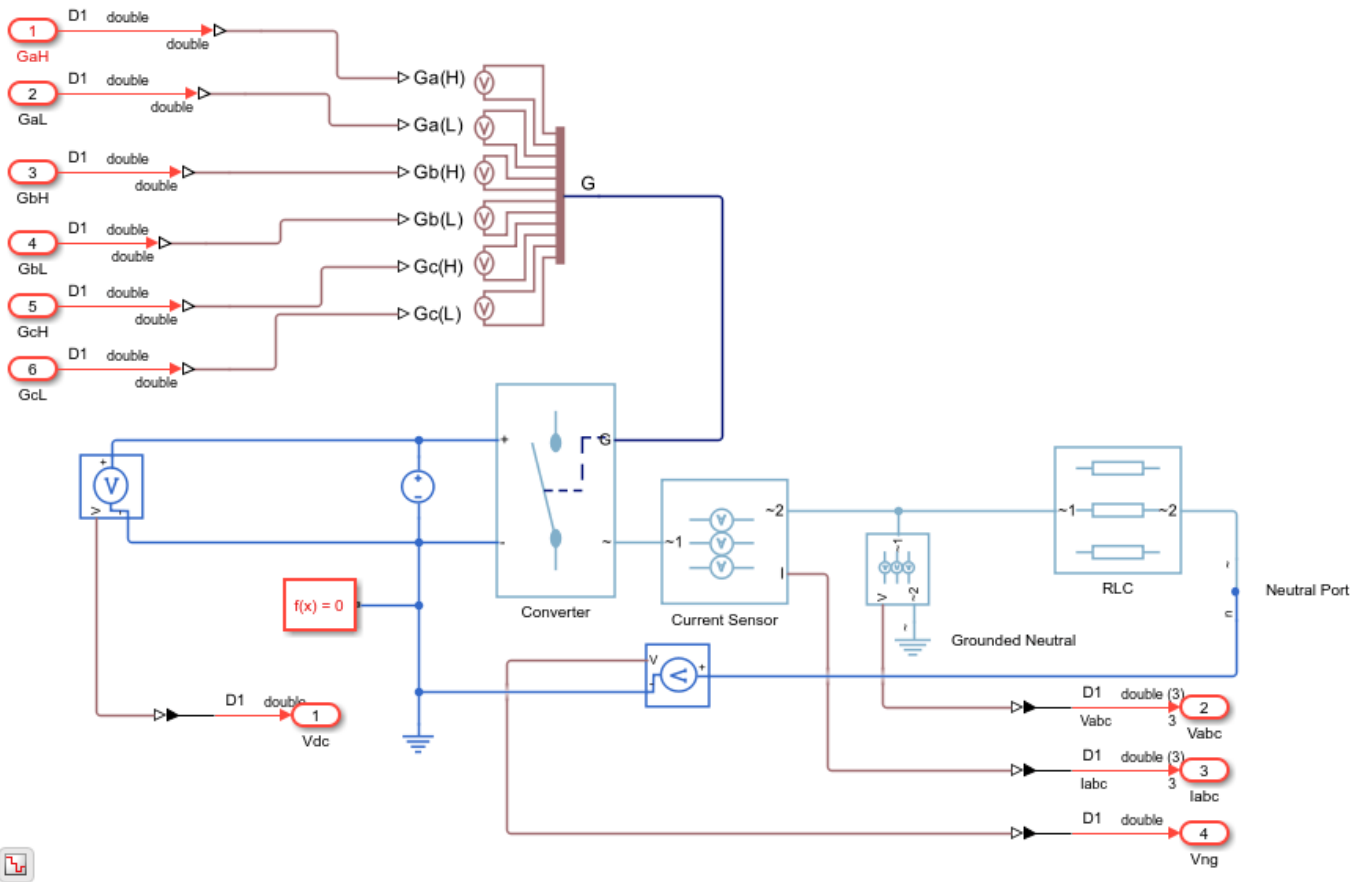 D1 double
1
double
GaH
D1 double
2
double
GaL
D1 double
3
double
GbH
D1 double
4
double
GbL
D1 double
5
double
GcH
D1 double
6
double
GcL
Ga(H)
Ga(L)
Gb(H)
Gb(L)
Gc(H)
Gc(L)
V
V
V
V
V
V
G
+
V
V
-
+
-
+
-
G
~
Converter
~1
~2
I
A
A
A
Current Sensor
~1
V
~2
~
Grounded Neutral
~1
~2
RLC
~
n
Neutral Port
f(x) = 0
V
+
-
V
D1 double
1
Vdc
D1 double (3)
Vabc 3
2
Vabc
D1 double (3)
Iabc 3
3
Iabc
D1 double
4
Vng